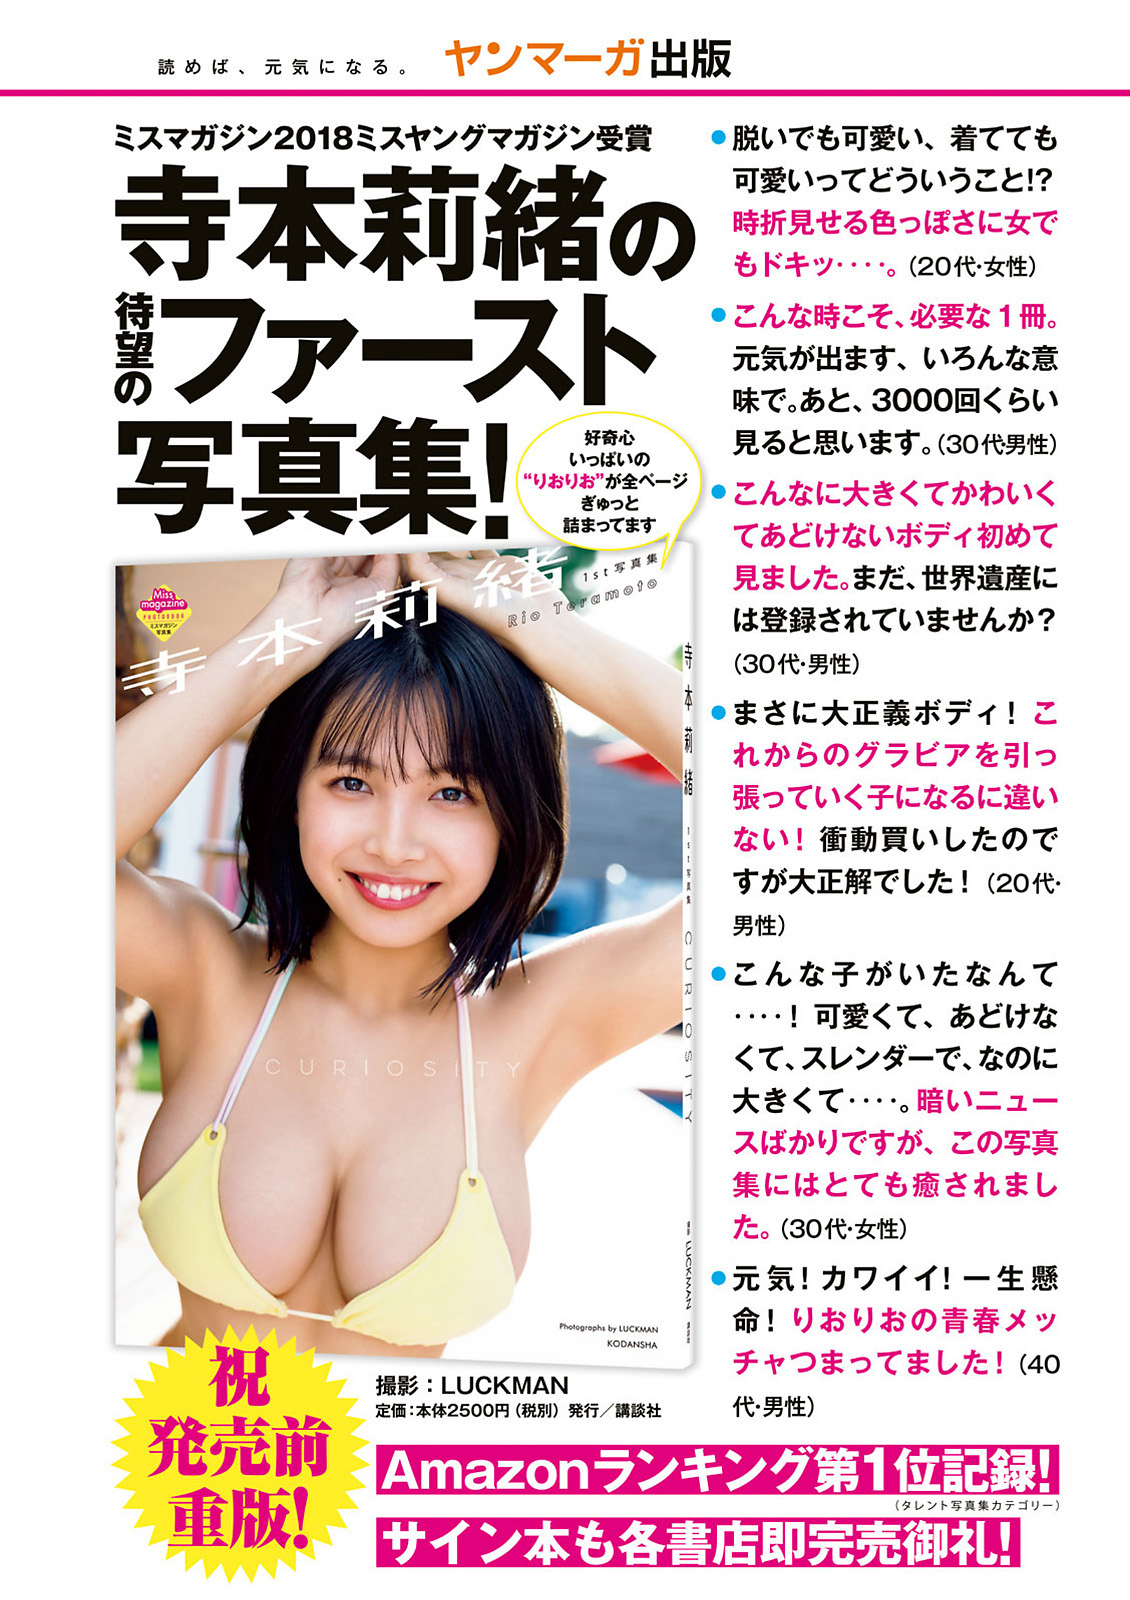 読めば、元気になる。
ヤンマーガ出版
ミスマガジン2018ミスヤングマガジン受賞
寺本莉緒の
待望の
ファースト
写真集!
好奇心
いっぱいの
“りおりお”が全ページ
ぎゅっと
詰まってます
Miss
magazine
PHOTOBOOK
ミスマガジン
写真集
寺本莉緒
1st写真集
Rio Teramoto
寺本莉緒 1st写真集 CURIOSITY 撮影 LUCKMAN 講談社
CURIOSITY
Photographs by LUCKMAN
KODANSHA
撮影：LUCKMAN
定価：本体2500円（税別） 発行／講談社
祝
発売前
重版!
●脱いでも可愛い、着てても
可愛いってどういうこと!?
時折見せる色っぽさに女で
もドキッ‥‥。（20代・女性）
●こんな時こそ、必要な１冊。
元気が出ます、いろんな意
味で。あと、3000回くらい
見ると思います。（30代・男性）
●こんなに大きくてかわいく
てあどけないボディ初めて
見ました。まだ、世界遺産に
は登録されていませんか？
（30代・男性）
●まさに大正義ボディ！こ
れからのグラビアを引っ
張っていく子になるに違い
ない！衝動買いしたので
すが大正解でした！（20代・
男性）
●こんな子がいたなんて
‥‥！可愛くて、あどけな
くて、スレンダーで、なのに
大きくて‥‥。暗いニュー
スばかりですが、この写真
集にはとても癒されまし
た。（30代・女性）
●元気！カワイイ！一生懸
命！りおりおの青春メッ
チャつまってました！（40
代・男性）
Amazonランキング第1位記録!
（タレント写真集カテゴリー）
サイン本も各書店即完売御礼!